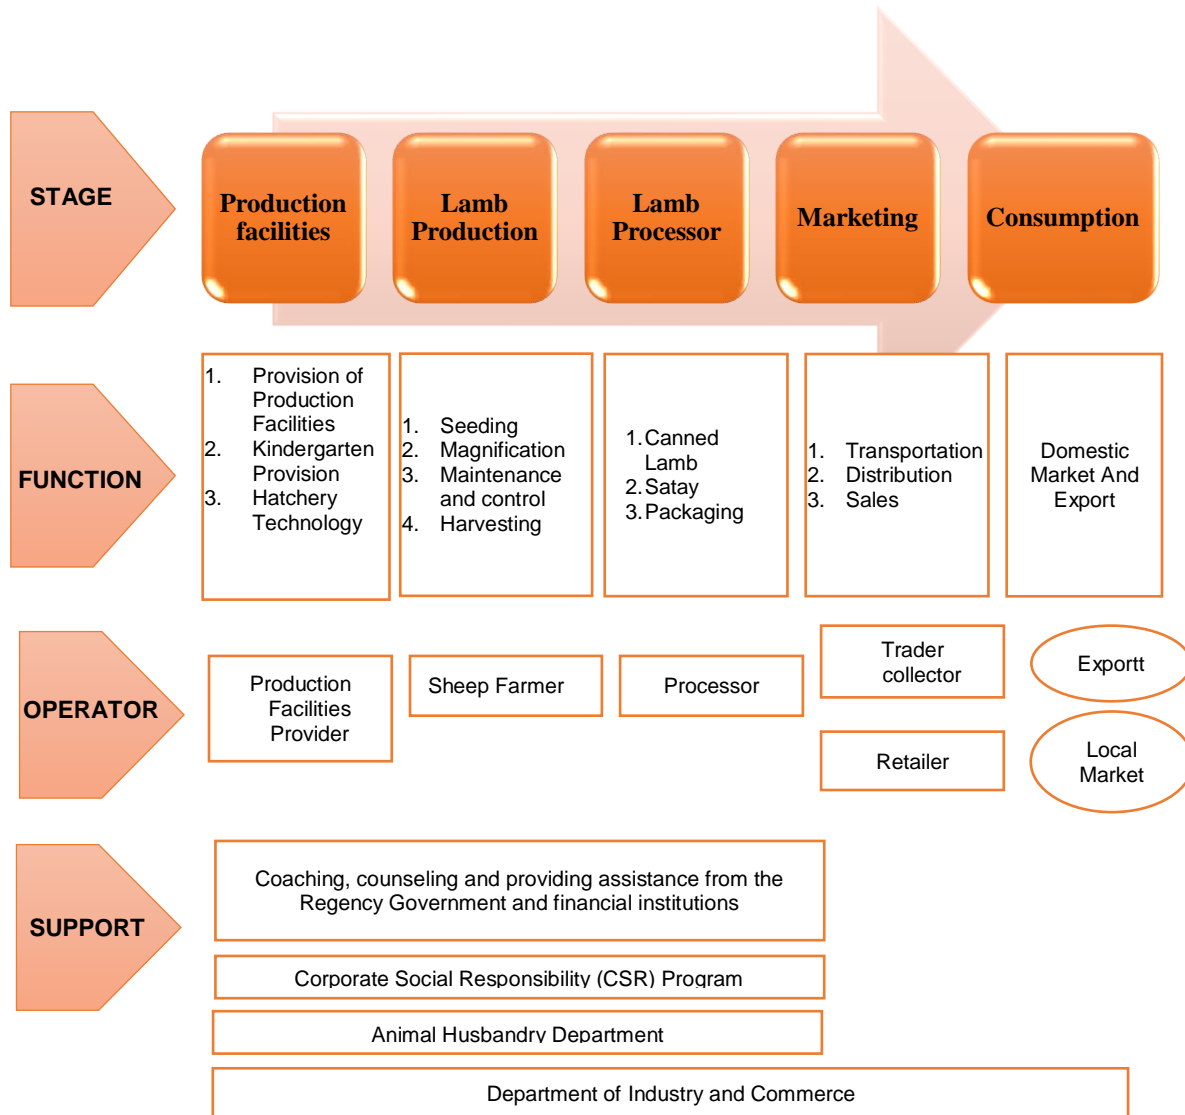 STAGE
Production
facilities
Lamb
Production
Lamb
Processor
Marketing
Consumption
FUNCTION
1. Provision of
Production
Facilities
2. Kindergarten
Provision
3. Hatchery
Technology
1. Seeding
2. Magnification
3. Maintenance
and control
4. Harvesting
1. Canned
Lamb
2. Satay
3. Packaging
1. Transportation
2. Distribution
3. Sales
Domestic
Market And
Export
OPERATOR
Production
Facilities
Provider
Sheep Farmer
Processor
Trader
collector
Retailer
Exportt
Local
Market
SUPPORT
Coaching, counseling and providing assistance from the
Regency Government and financial institutions
Corporate Social Responsibility (CSR) Program
Animal Husbandry Department
Department of Industry and Commerce